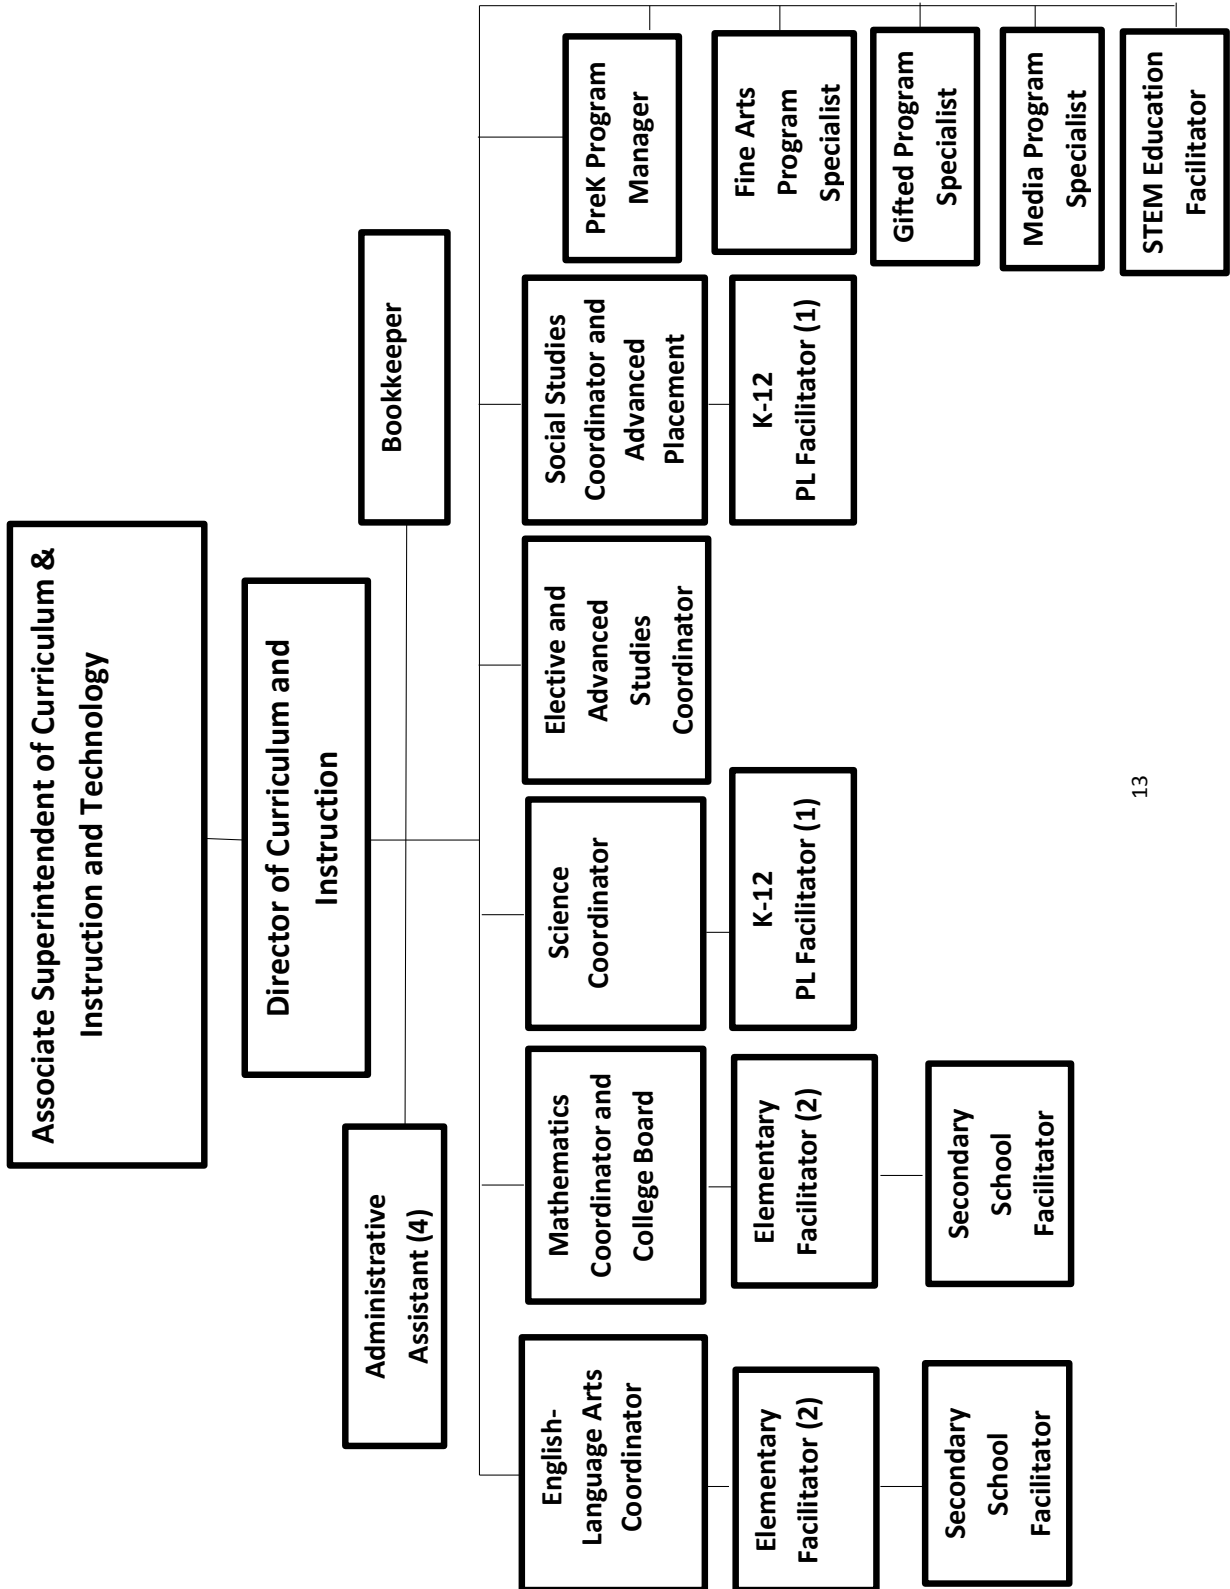 Associate Superintendent of Curriculum &
Instruction and Technology
Director of Curriculum and
Instruction
Administrative
Assistant (4)
Bookkeeper
English-
Language Arts
Coordinator
Mathematics
Coordinator and
College Board
Science
Coordinator
Elective and
Advanced
Studies
Coordinator
Social Studies
Coordinator and
Advanced
Placement
PreK Program
Manager
Elementary
Facilitator (2)
Elementary
Facilitator (2)
K-12
PL Facilitator (1)
K-12
PL Facilitator (1)
Fine Arts
Program
Specialist
Gifted Program
Specialist
Secondary
School
Facilitator
Secondary
School
Facilitator
Media Program
Specialist
STEM Education
Facilitator
13